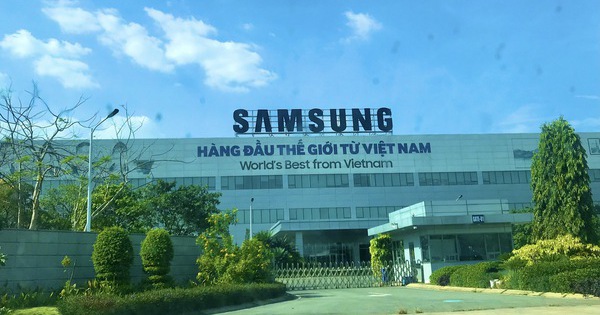 SAMSUNG
HÀNG ĐẦU THẾ GIỚI TỪ VIỆT NAM
World's Best from Vietnam